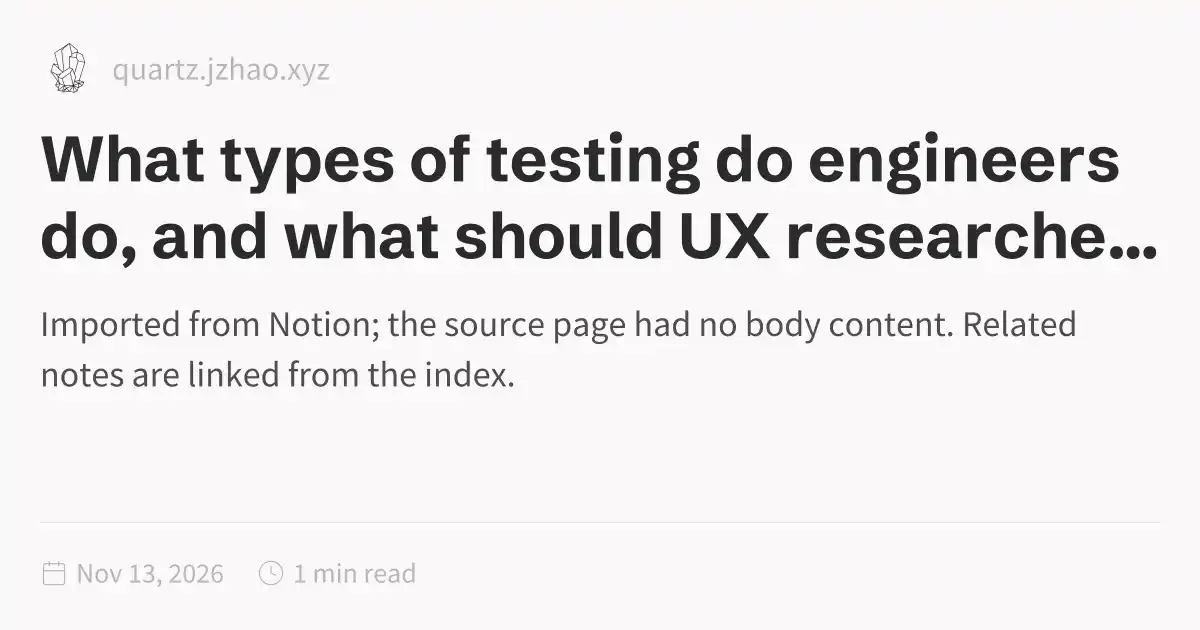 quartz.jzhao.xyz
What types of testing do engineers
do, and what should UX researche...
Imported from Notion; the source page had no body content. Related
notes are linked from the index.
Nov 13, 2026 1 min read